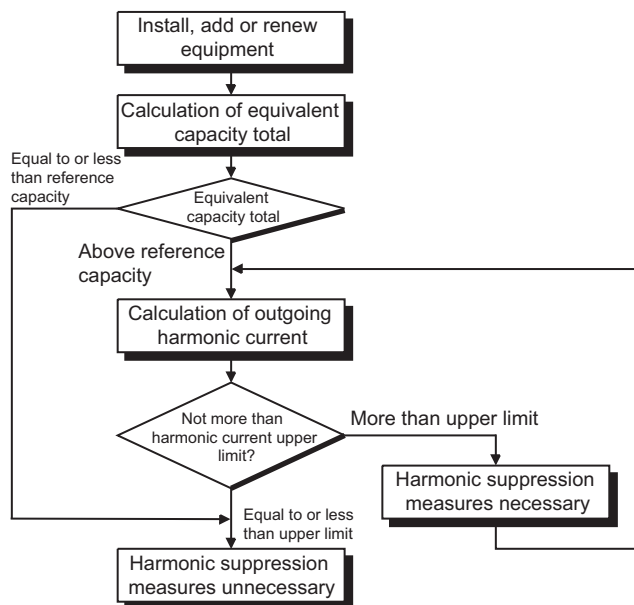 Install, add or renew
equipment
Calculation of equivalent
capacity total
Equal to or less
than reference
capacity
Equivalent
capacity total
Above reference
capacity
Calculation of outgoing
harmonic current
Not more than
harmonic current upper
limit?
More than upper limit
Harmonic suppression
measures necessary
Equal to or less
than upper limit
Harmonic suppression
measures unnecessary